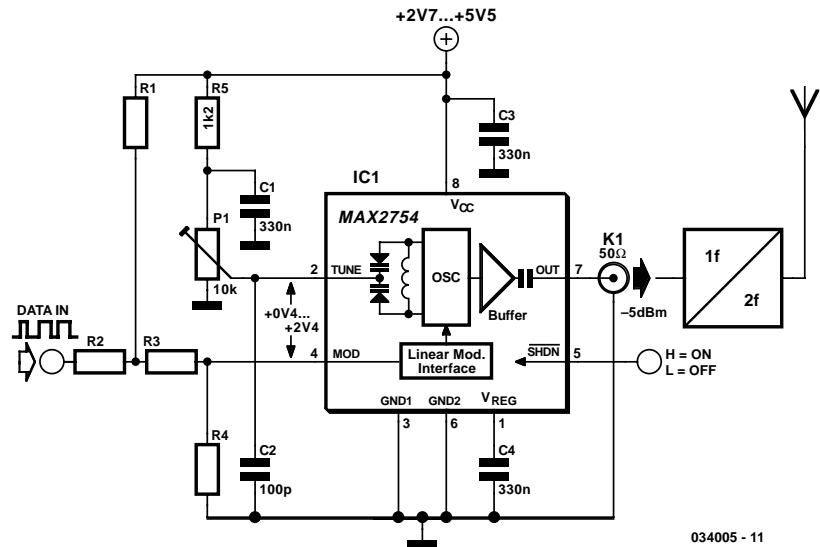 +2V7...+5V5
R1
R5
1k2
C3
330n
C1
330n
IC1
8
VCC
MAX2754
P1
10k
K1
50Ω
2
TUNE
OSC
Buffer
OUT
7
–5dBm
1f
2f
DATA IN
+0V4...
+2V4
R2
R3
4
MOD
Linear Mod.
Interface
SHDN
5
H = ON
L = OFF
GND1
GND2
VREG
3
6
1
R4
C2
100p
C4
330n
034005 - 11